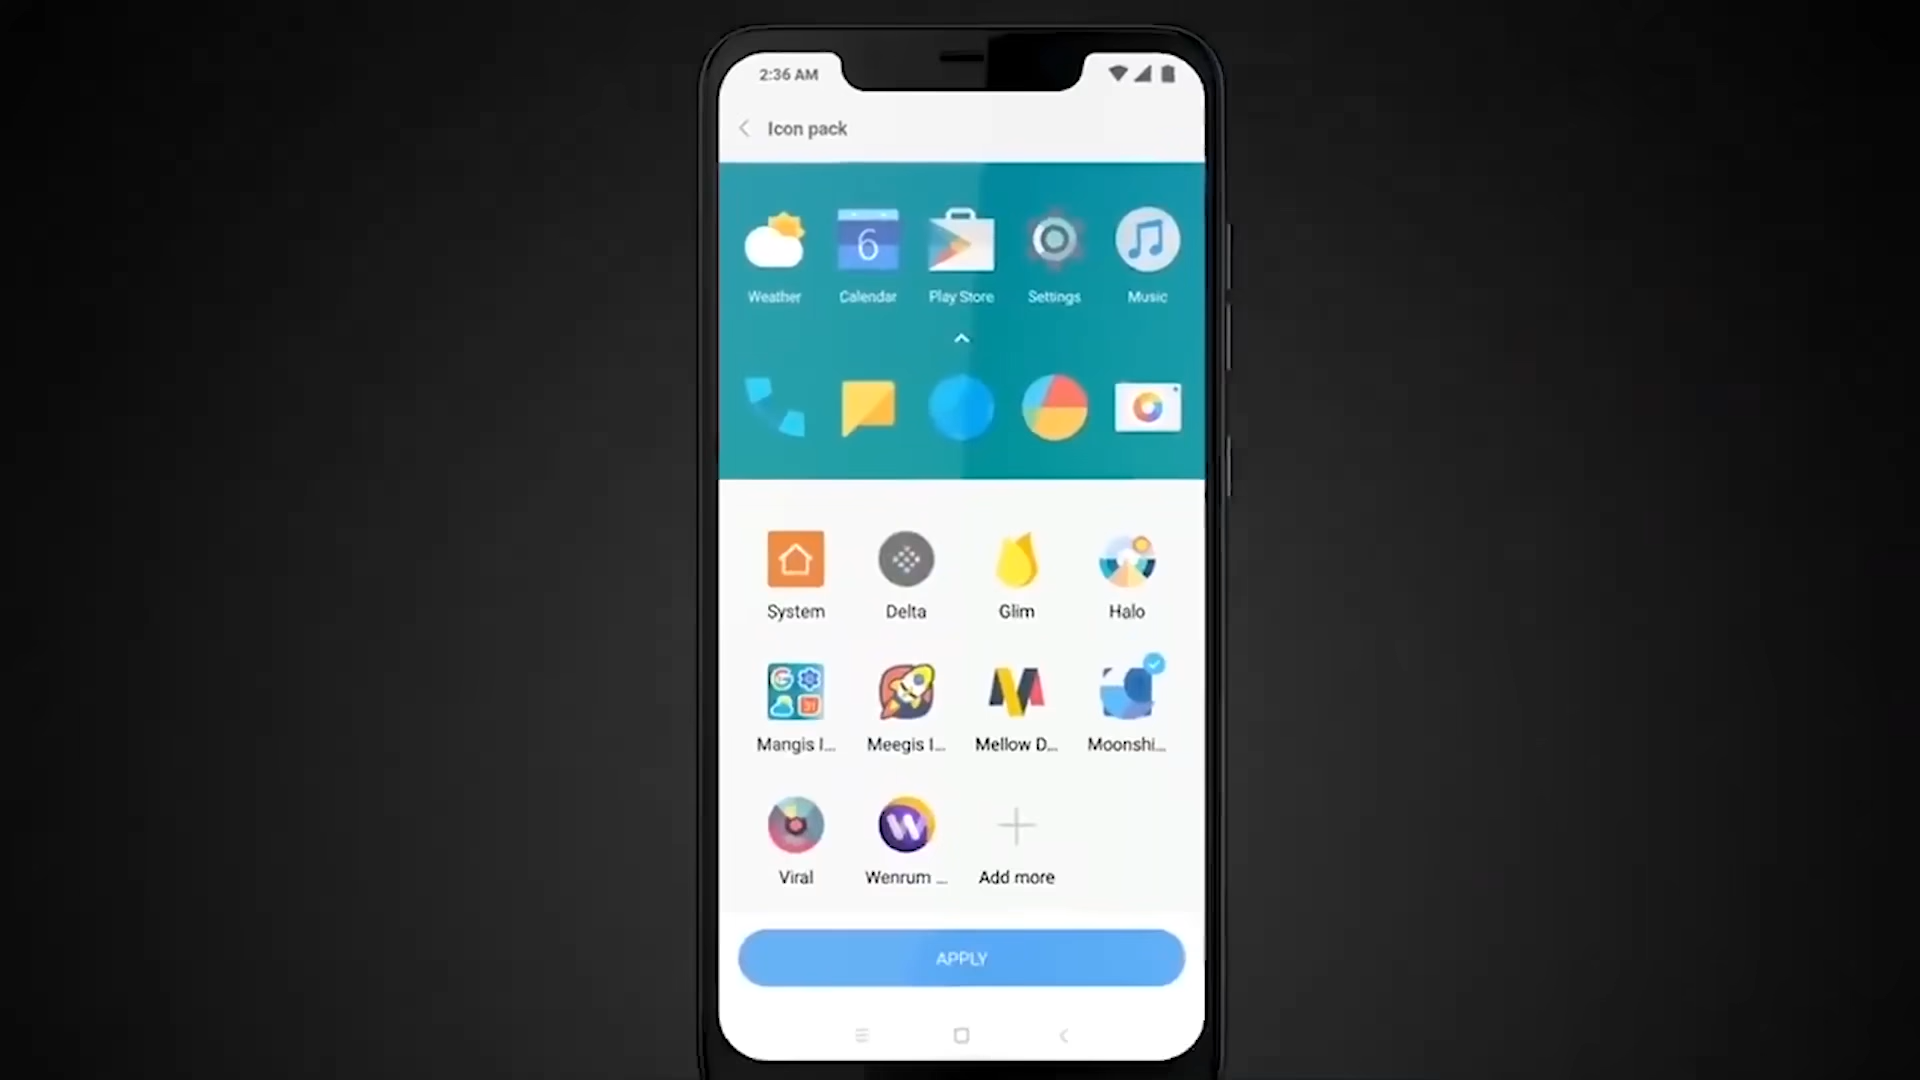 2:36 AM
Icon pack
6
Weather
Calendar
Play Store
Settings
Music
System
Delta
Glim
Halo
31
Mangis I...
Meegis I...
Mellow D...
Moonshi...
W
Viral
Wenrum ...
Add more
APPLY